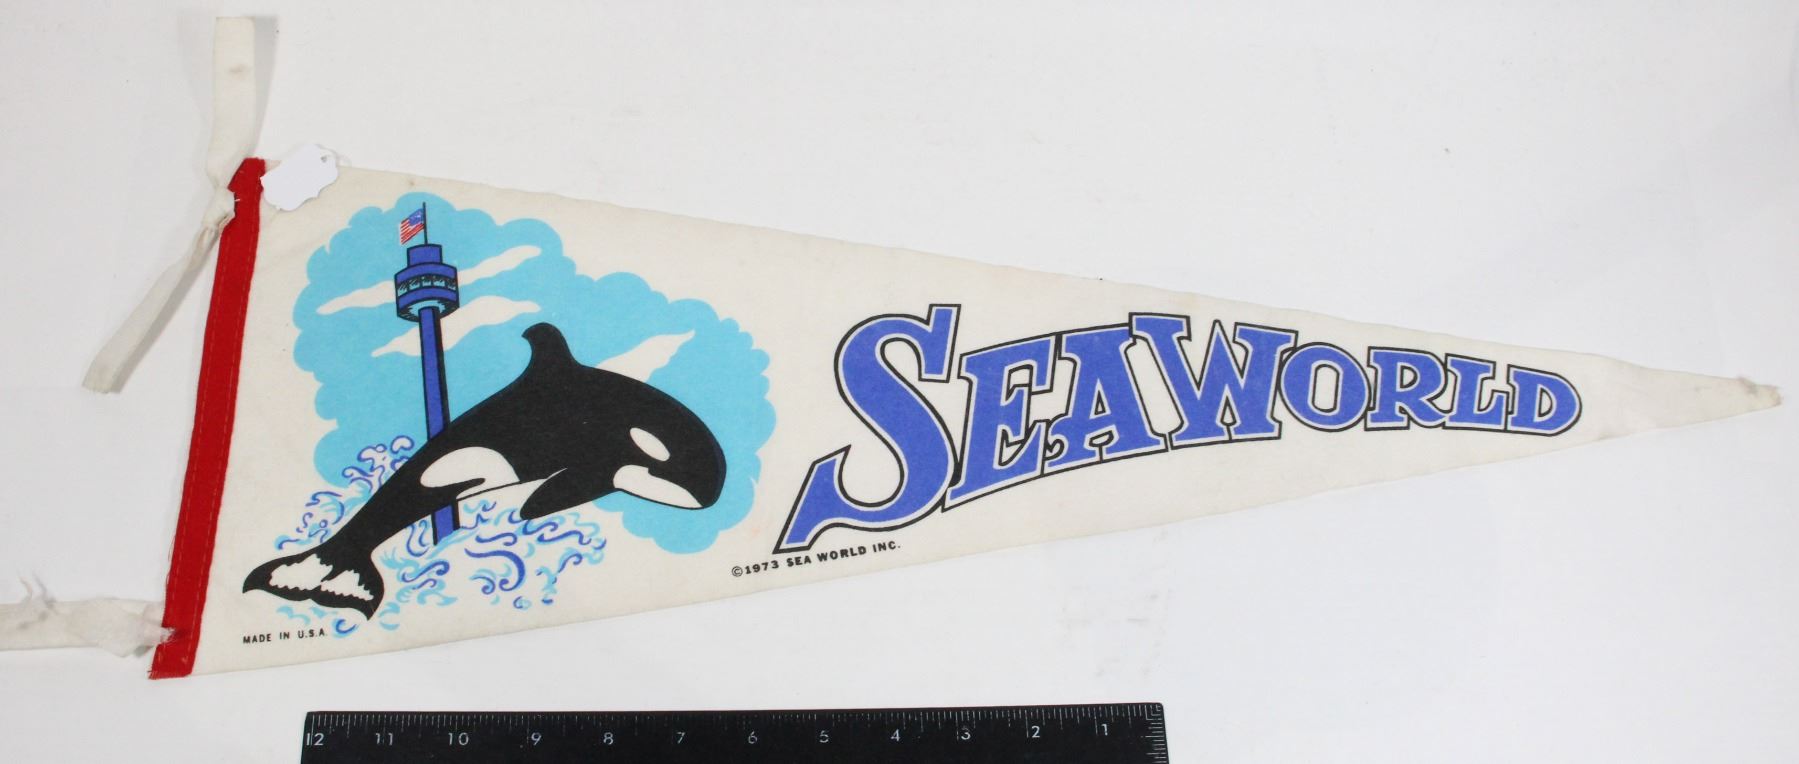 SEAWORLD
©1973 SEA WORLD INC.
MADE IN U.S.A.
12 11 10 9 8 7 6 5 4 3 2 1